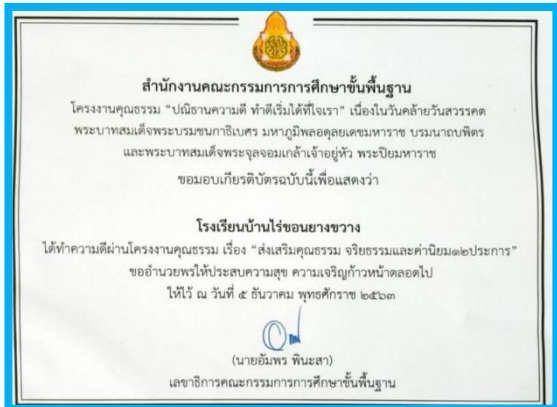 สำนักงานคณะกรรมการการศึกษาขั้นพื้นฐาน
โครงงานคุณธรรม “ปณิธานความดี ทำดีเริ่มได้ที่ใจเรา” เนื่องในวันคล้ายวันสวรรคต
พระบาทสมเด็จพระบรมชนกาธิเบศร มหาภูมิพลอดุลยเดชมหาราช บรมนาถบพิตร
และพระบาทสมเด็จพระจุลจอมเกล้าเจ้าอยู่หัว พระปิยมหาราช
ขอมอบเกียรติบัตรฉบับนี้เพื่อแสดงว่า
โรงเรียนบ้านไร่ขอนยางขวาง
ได้ทำความดีผ่านโครงงานคุณธรรม เรื่อง “ส่งเสริมคุณธรรม จริยธรรมและค่านิยม๑๒ประการ”
ขออำนวยพรให้ประสบความสุข ความเจริญก้าวหน้าตลอดไป
ให้ไว้ ณ วันที่ ๕ ธันวาคม พุทธศักราช ๒๕๖๓
(นายอัมพร พินะสา)
เลขาธิการคณะกรรมการการศึกษาขั้นพื้นฐาน